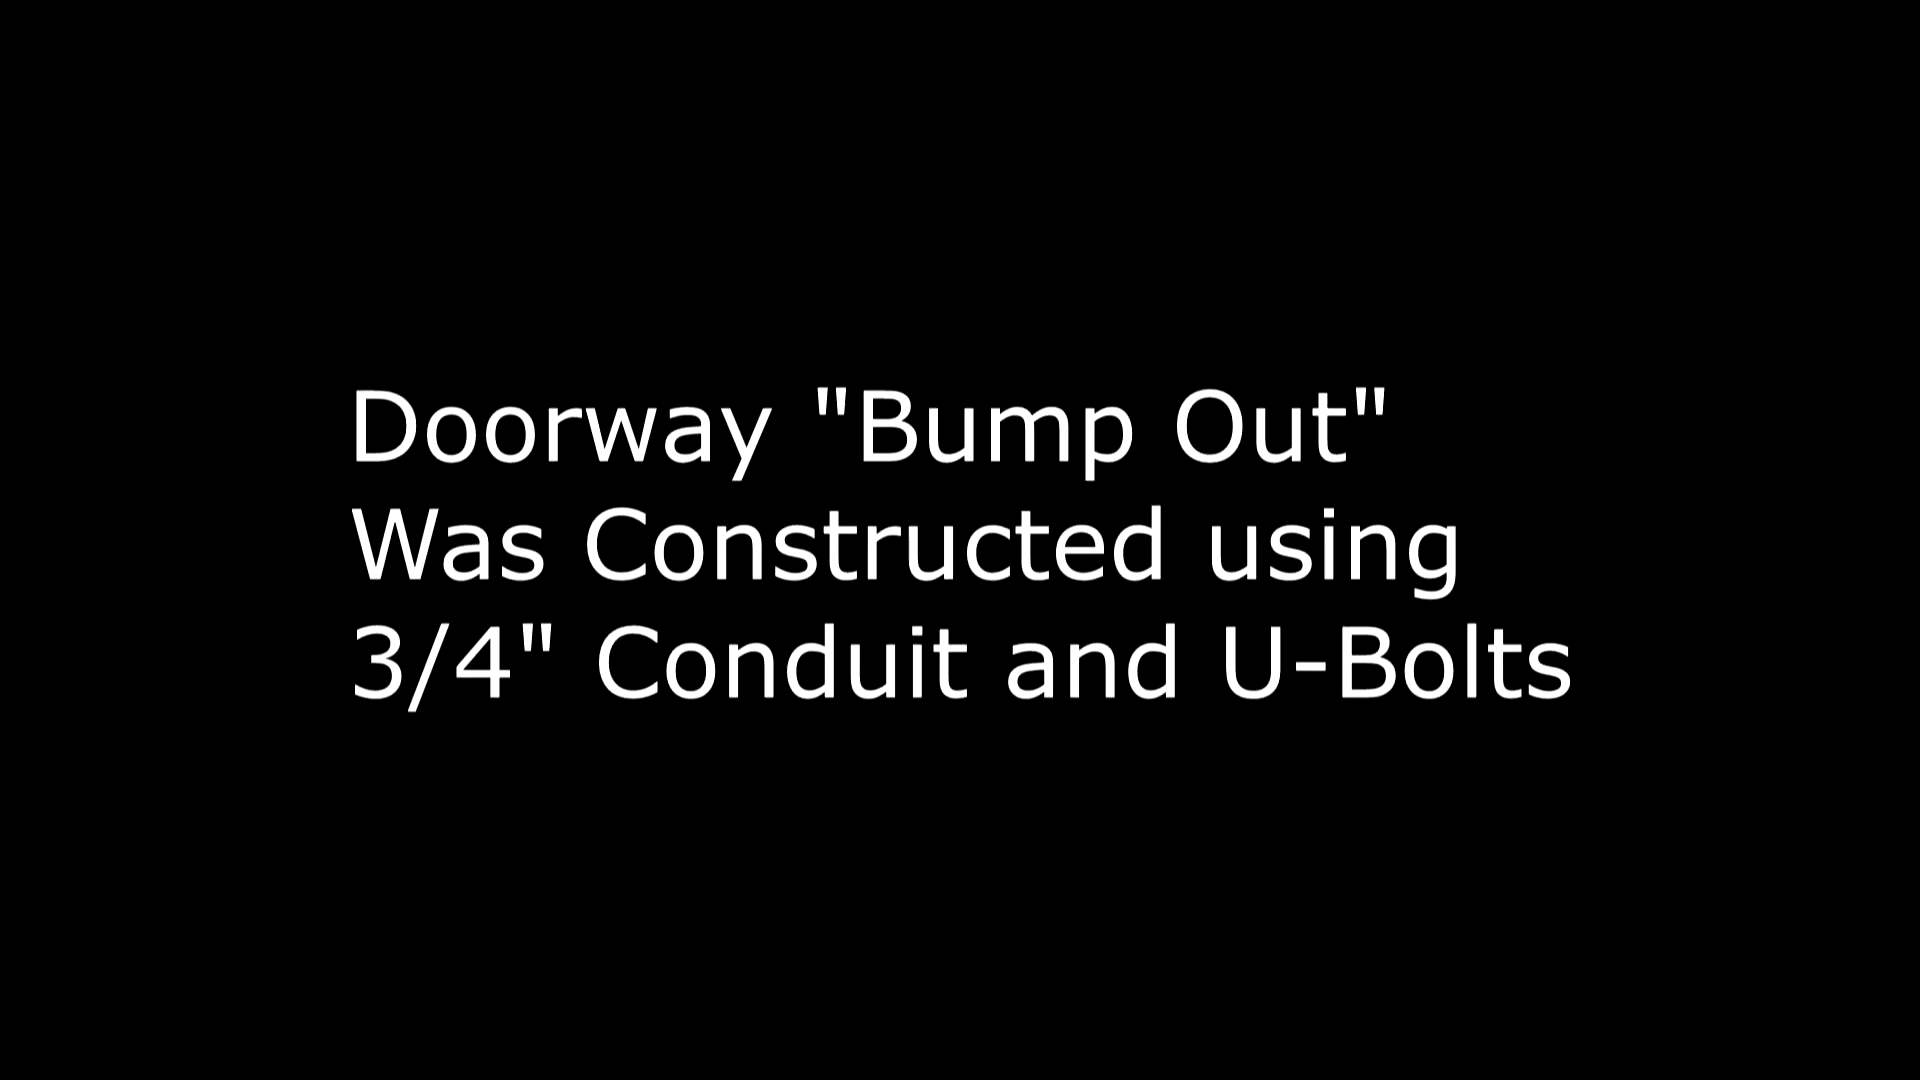 Doorway "Bump Out"
Was Constructed using
3/4" Conduit and U-Bolts